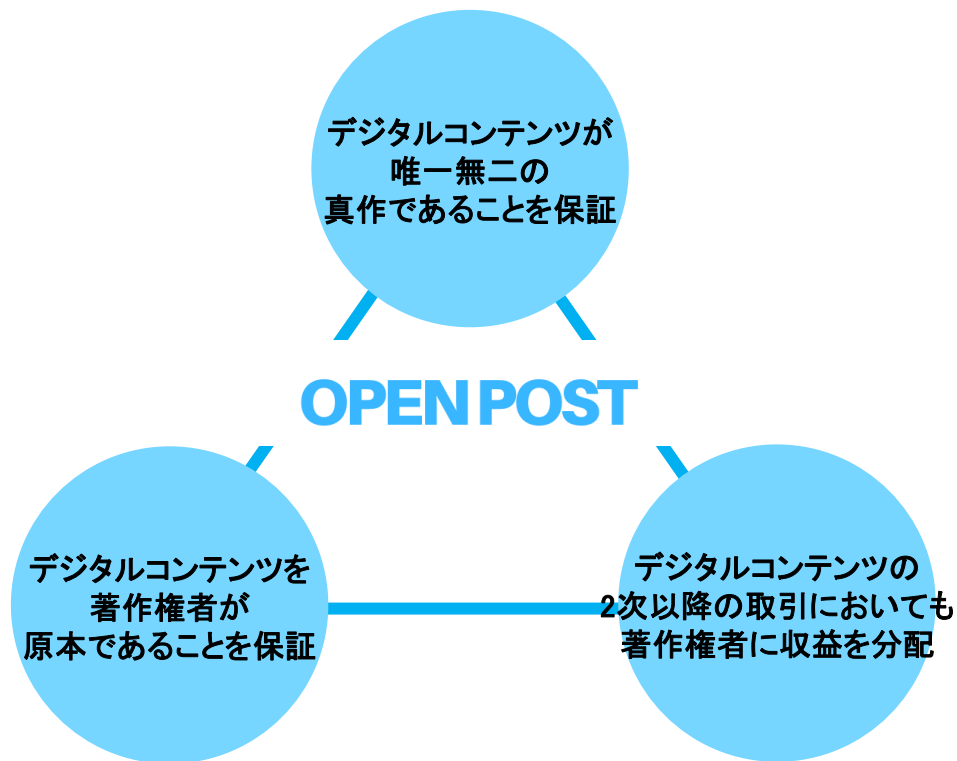 デジタルコンテンツが
唯一無二の
真作であることを保証
OPEN POST
デジタルコンテンツを
著作権者が
原本であることを保証
デジタルコンテンツの
2次以降の取引においても
著作権者に収益を分配